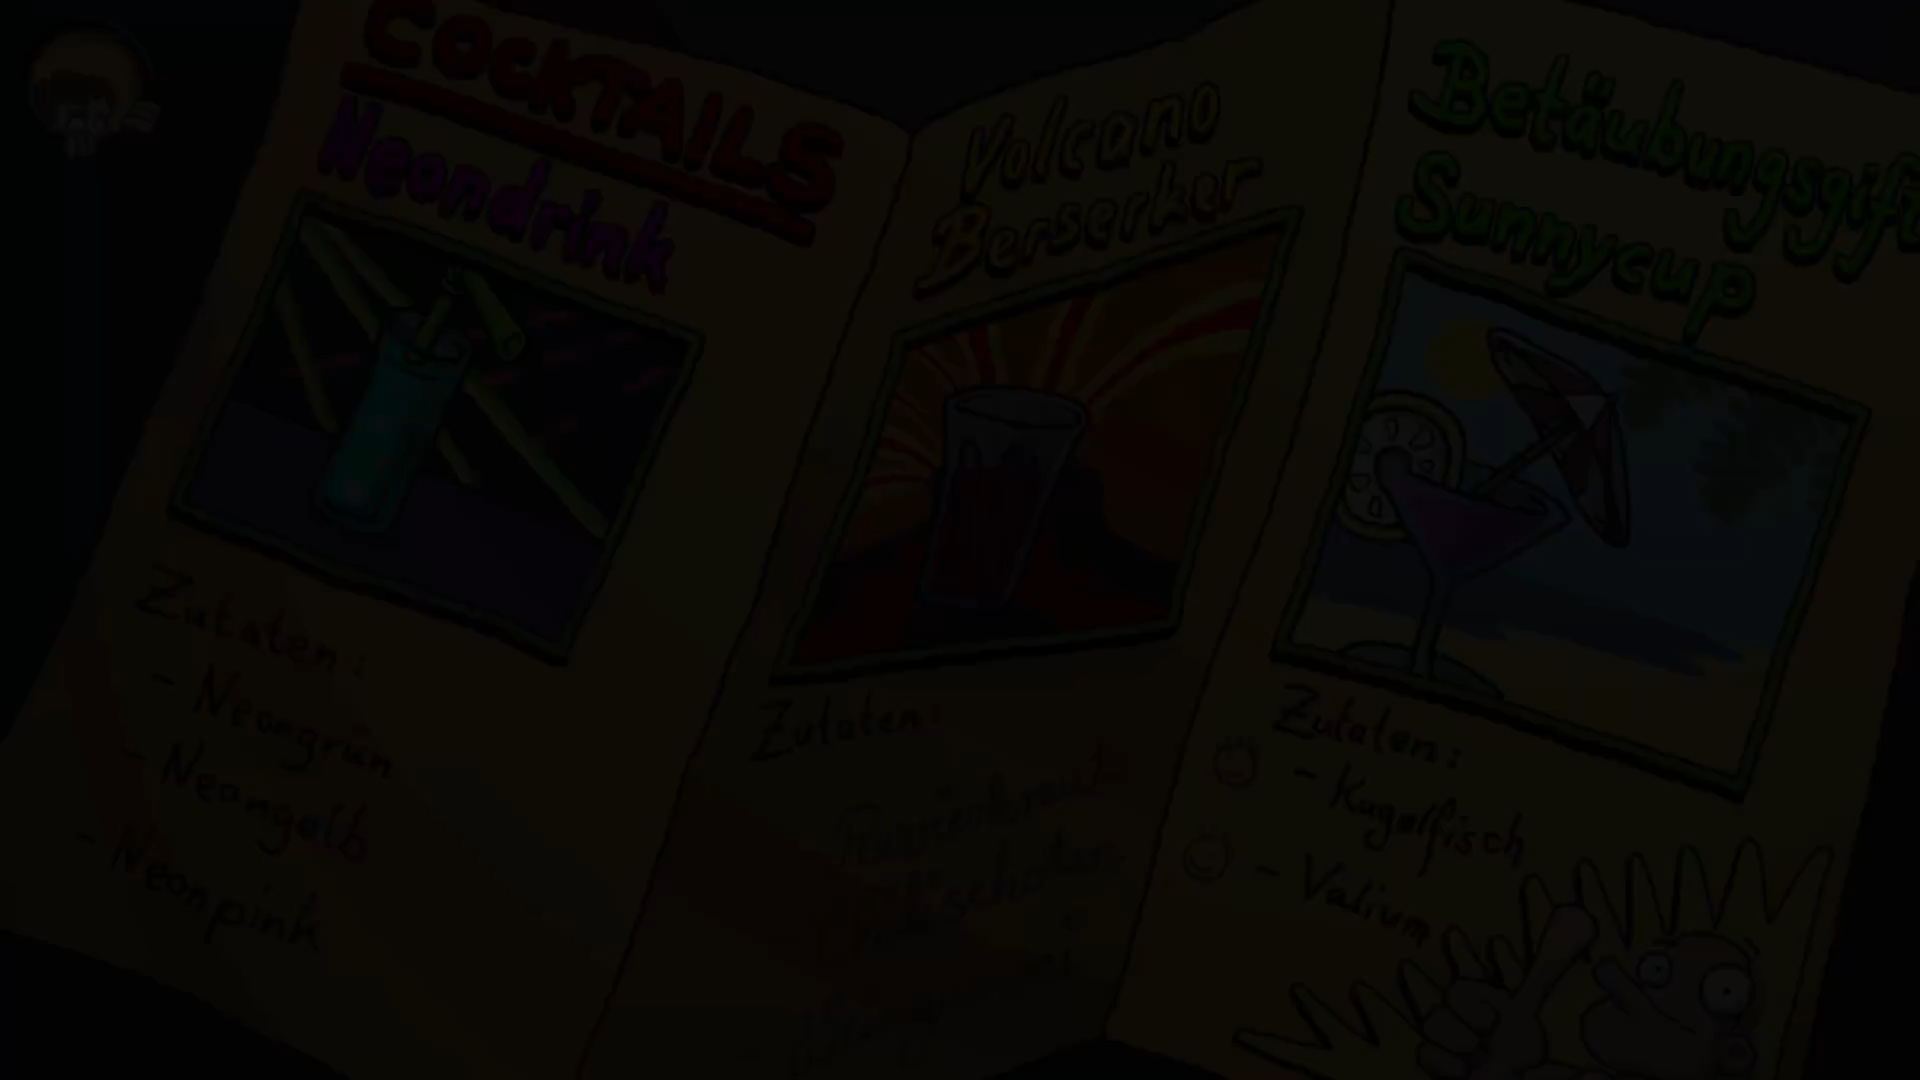 COCKTAILS
Neondrink
Zutaten:
- Neongrün
- Neongelb
- Neonpink
Volcano
Berserker
Zutaten:
Betäubungsgift
Sunnycup
Zutaten:
- Kugelfisch
- Valium